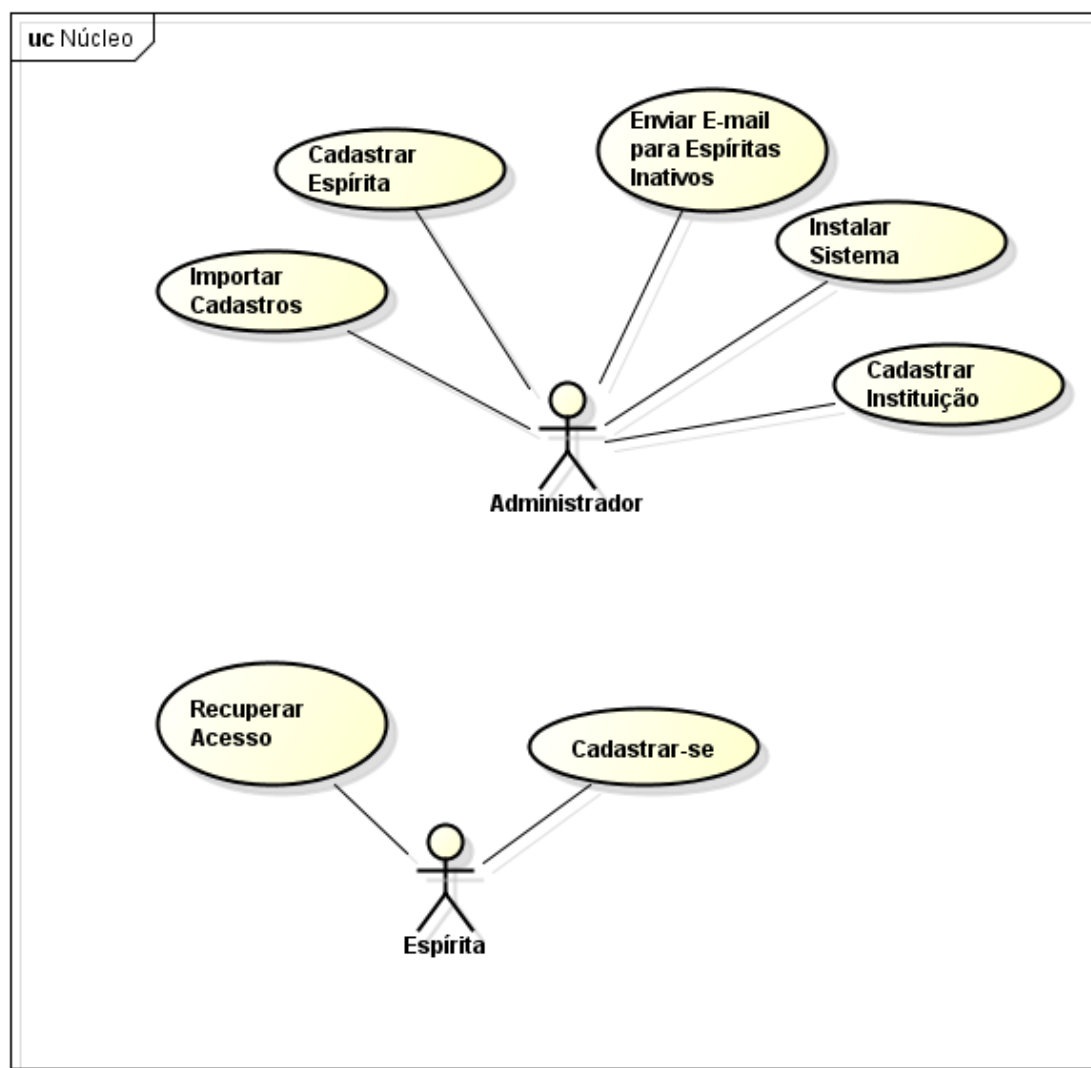 uc Núcleo
Enviar E-mail
para Espíritas
Inativos
Cadastrar
Espírita
Instalar
Sistema
Importar
Cadastros
Cadastrar
Instituição
Administrador
Recuperar
Acesso
Cadastrar-se
Espírita